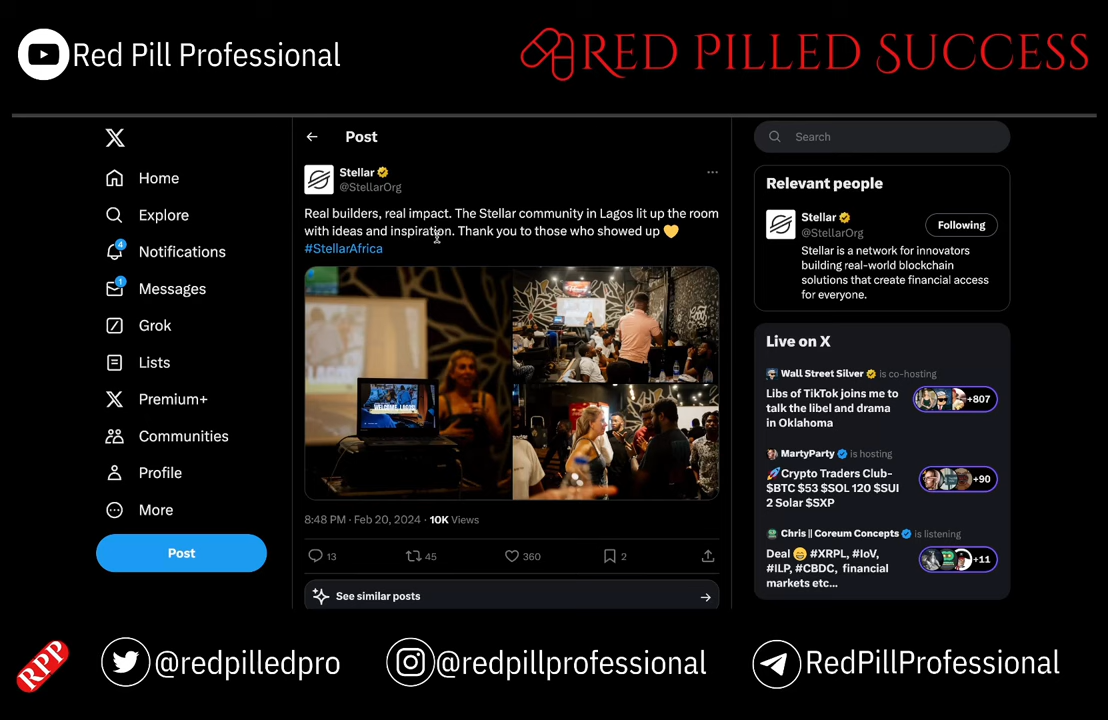 Red Pill Professional
RED PILLED SUCCESS
Home
Explore
4
Notifications
1
Messages
Grok
Lists
Premium+
Communities
Profile
More
Post
Post
Stellar
@StellarOrg
Real builders, real impact. The Stellar community in Lagos lit up the room
with ideas and inspiration. Thank you to those who showed up 💛
#StellarAfrica
WELCOME, LAGOS
8:48 PM · Feb 20, 2024 · 10K Views
13 45 360 2
See similar posts
Search
Relevant people
Stellar
@StellarOrg
Following
Stellar is a network for innovators
building real-world blockchain
solutions that create financial access
for everyone.
Live on X
Wall Street Silver is co-hosting
Libs of TikTok joins me to
talk the libel and drama
in Oklahoma
+807
MartyParty is hosting
🚀Crypto Traders Club-
$BTC $53 $SOL 120 $SUI
2 Solar $SXP
+90
Chris || Coreum Concepts is listening
Deal 😄 #XRPL, #IoV,
#ILP, #CBDC, financial
markets etc...
+11
RPP
@redpilledpro
@redpillprofessional
RedPillProfessional